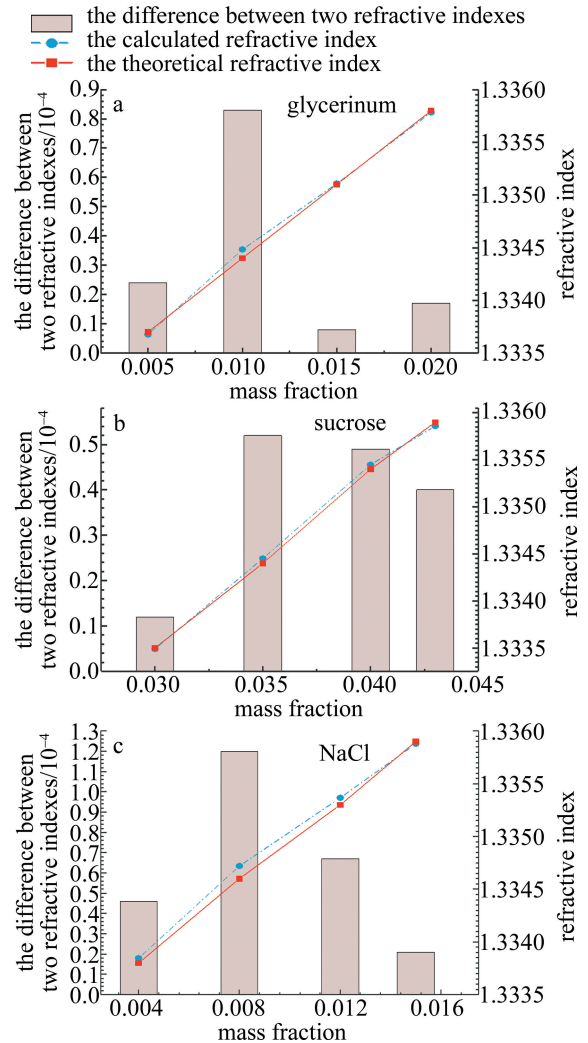 the difference between two refractive indexes
the calculated refractive index
the theoretical refractive index
a
glycerinum
0.9
0.8
0.7
0.6
0.5
0.4
0.3
0.2
0.1
0.0
the difference between
two refractive indexes/10⁻⁴
1.3360
1.3350
1.3345
1.3340
1.3335
refractive index
0.005 0.010 0.015 0.020
mass fraction
b
sucrose
0.5
0.4
0.3
0.2
0.1
0.0
the difference between
two refractive indexes/10⁻⁴
1.3360
1.3355
1.3350
1.3345
1.3340
1.3335
refractive index
0.030 0.035 0.040 0.045
mass fraction
c
NaCl
1.3
1.2
1.1
1.0
0.9
0.8
0.7
0.6
0.5
0.4
0.3
0.2
0.1
0.0
the difference between
two refractive indexes/10⁻⁴
1.3360
1.3350
1.3345
1.3340
1.3335
refractive index
0.004 0.008 0.012 0.016
mass fraction